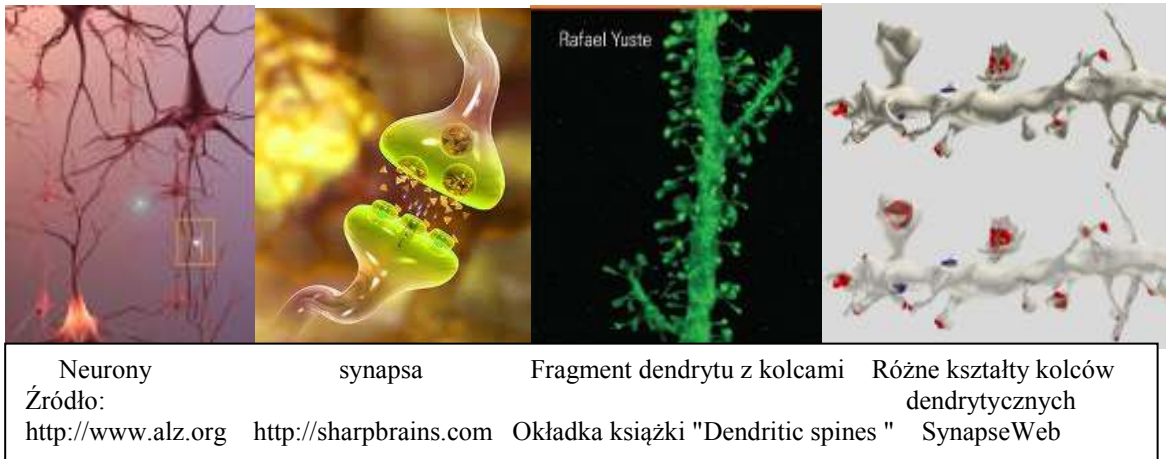 Rafael Yuste
Neurony synapsa Fragment dendrytu z kolcami Różne kształty kolców
Źródło: dendrytycznych
http://www.alz.org http://sharpbrains.com Okładka książki "Dendritic spines " SynapseWeb